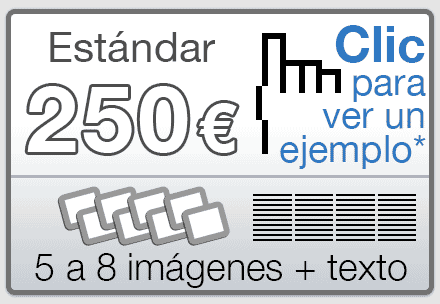 Estándar
250€
Clic
para
ver un
ejemplo*
5 a 8 imágenes + texto